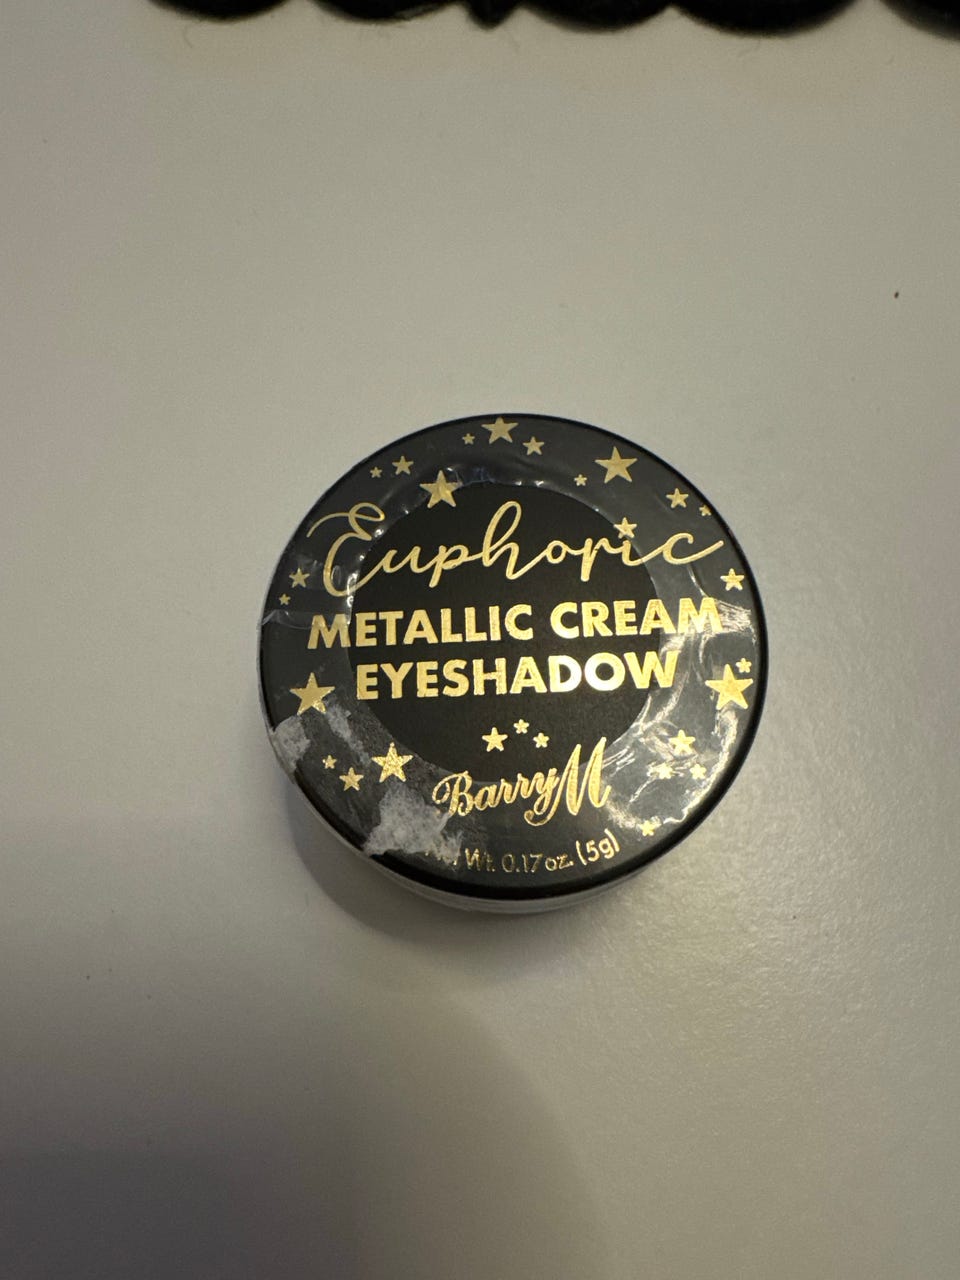 Euphoric
METALLIC CREAM
EYESHADOW
Barry M
Wt. 0.17 oz. (5g)